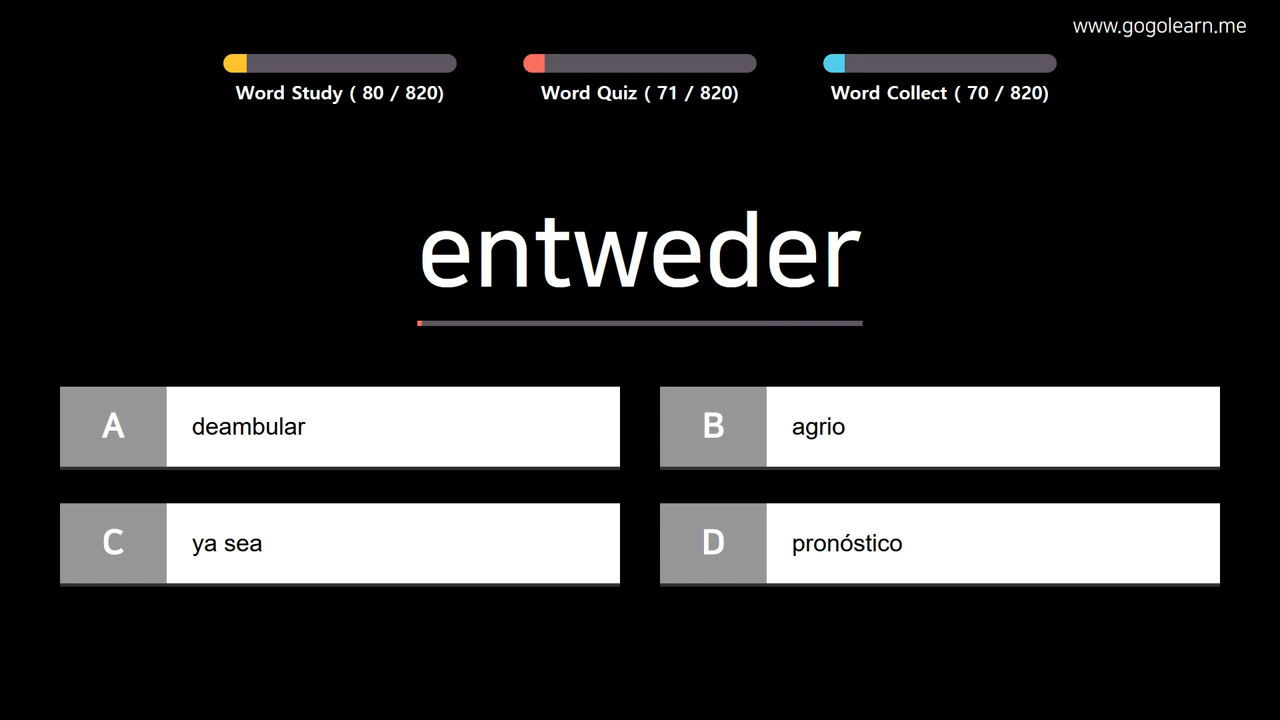 www.gogolearn.me
Word Study ( 80 / 820)
Word Quiz ( 71 / 820)
Word Collect ( 70 / 820)
entweder
A deambular
B agrio
C ya sea
D pronóstico